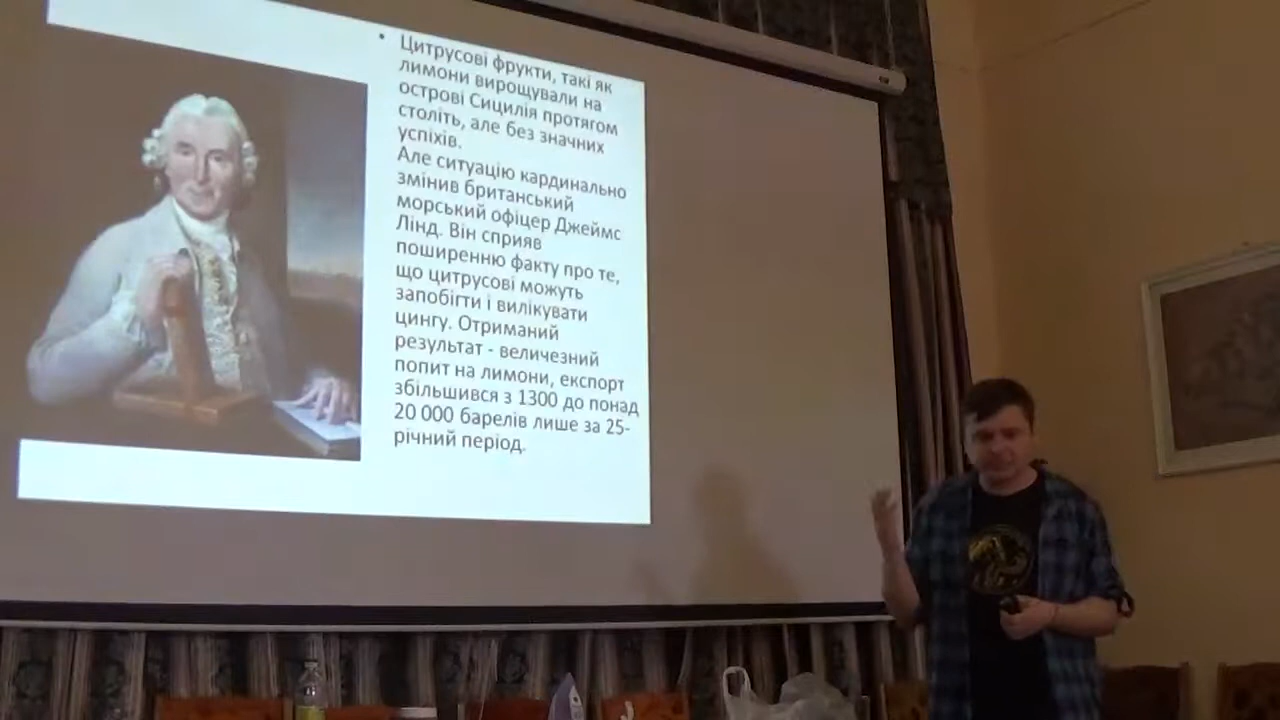 • Цитрусові фрукти, такі як
лимони вирощували на
острові Сицилія протягом
століть, але без значних
успіхів.
Але ситуацію кардинально
змінив британський
морський офіцер Джеймс
Лінд. Він сприяв
поширенню факту про те,
що цитрусові можуть
запобігти і вилікувати
цингу. Отриманий
результат - величезний
попит на лимони, експорт
збільшився з 1300 до понад
20 000 барелів лише за 25-
річний період.